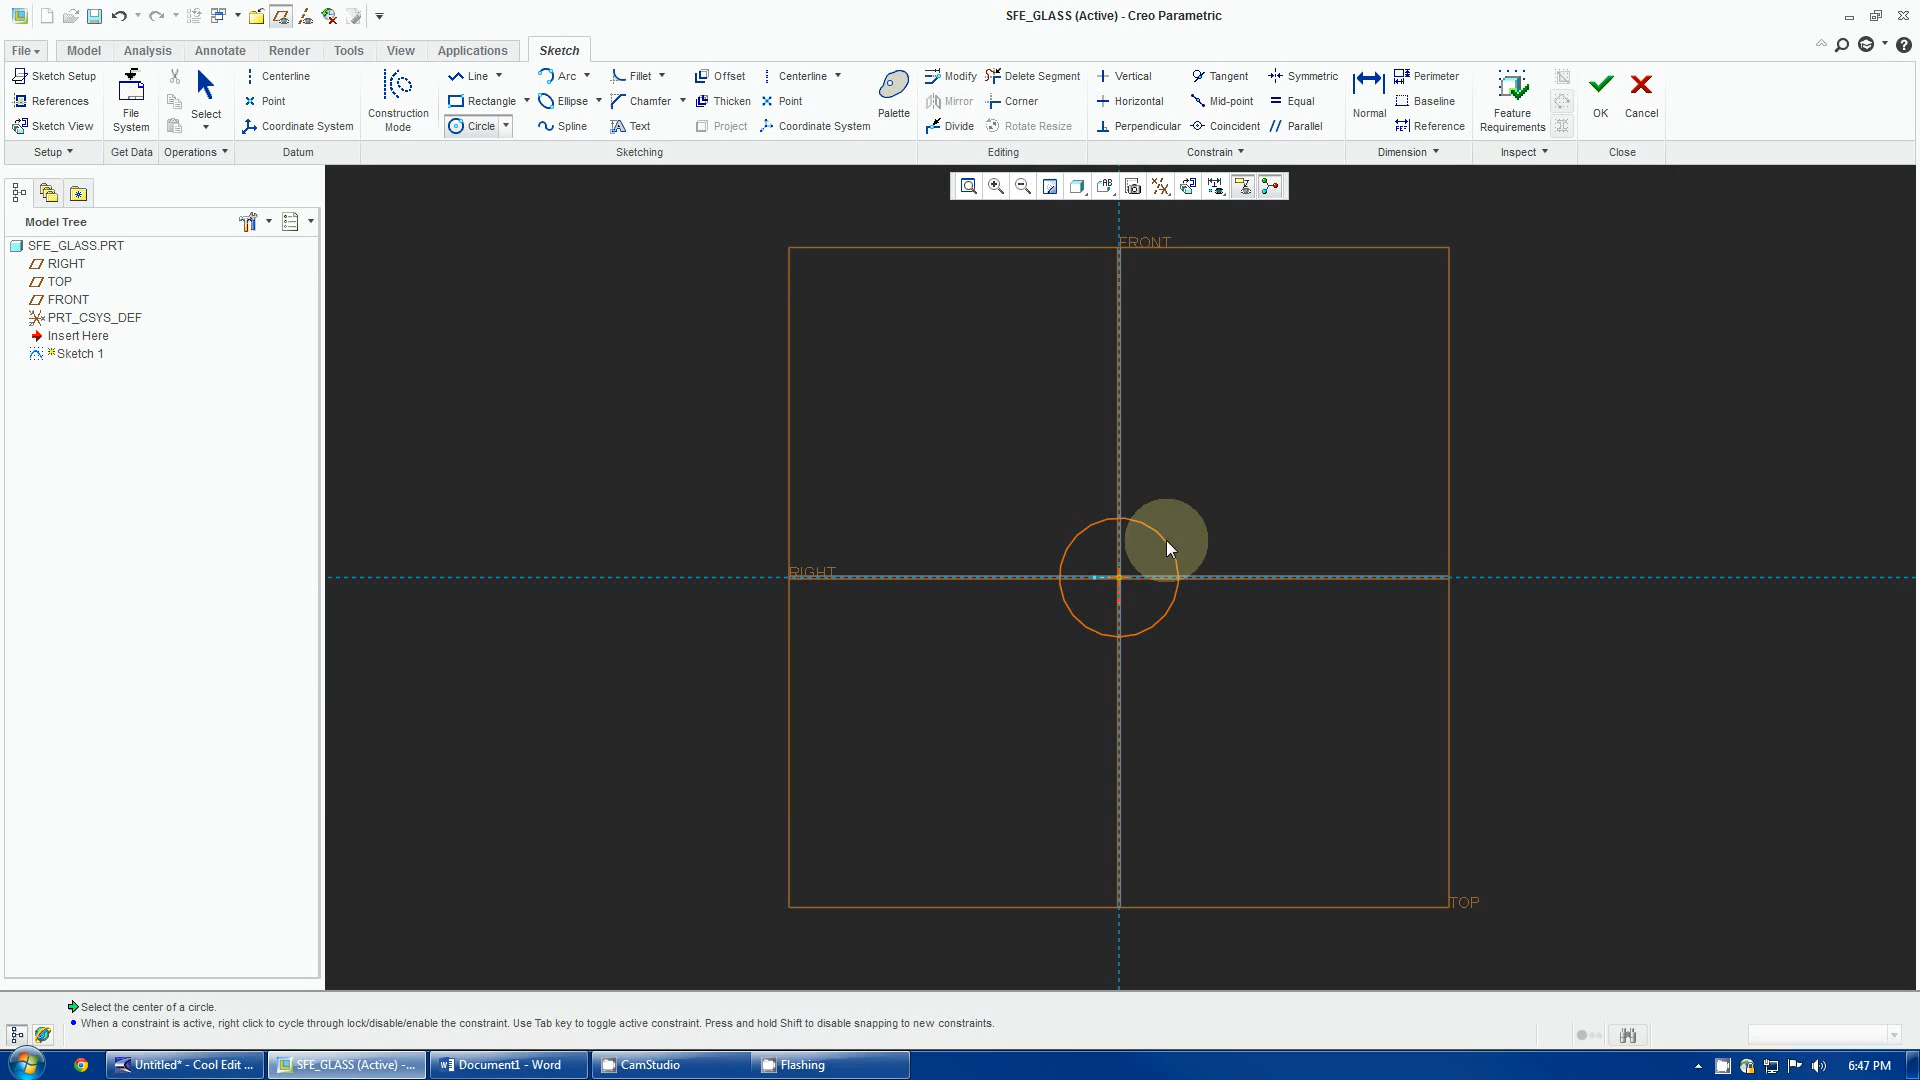 SFE_GLASS (Active) - Creo Parametric
File Model Analysis Annotate Render Tools View Applications Sketch
Sketch Setup
References
Sketch View
Setup
File System
Get Data
Select
Operations
Centerline
Point
Coordinate System
Datum
Construction Mode
Line Arc Fillet Offset Centerline
Rectangle Ellipse Chamfer Thicken Point
Circle Spline Text Project Coordinate System
Palette
Sketching
Modify Delete Segment
Mirror Corner
Divide Rotate Resize
Editing
Vertical Tangent Symmetric
Horizontal Mid-point Equal
Perpendicular Coincident Parallel
Constrain
Normal
Perimeter
Baseline
Reference
Dimension
Feature Requirements
Inspect
OK Cancel
Close
Model Tree
SFE_GLASS.PRT
RIGHT
TOP
FRONT
PRT_CSYS_DEF
Insert Here
Sketch 1
FRONT
RIGHT
TOP
Select the center of a circle.
When a constraint is active, right click to cycle through lock/disable/enable the constraint. Use Tab key to toggle active constraint. Press and hold Shift to disable snapping to new constraints.
Untitled* - Cool Edit ... SFE_GLASS (Active) -... Document1 - Word CamStudio Flashing 6:47 PM